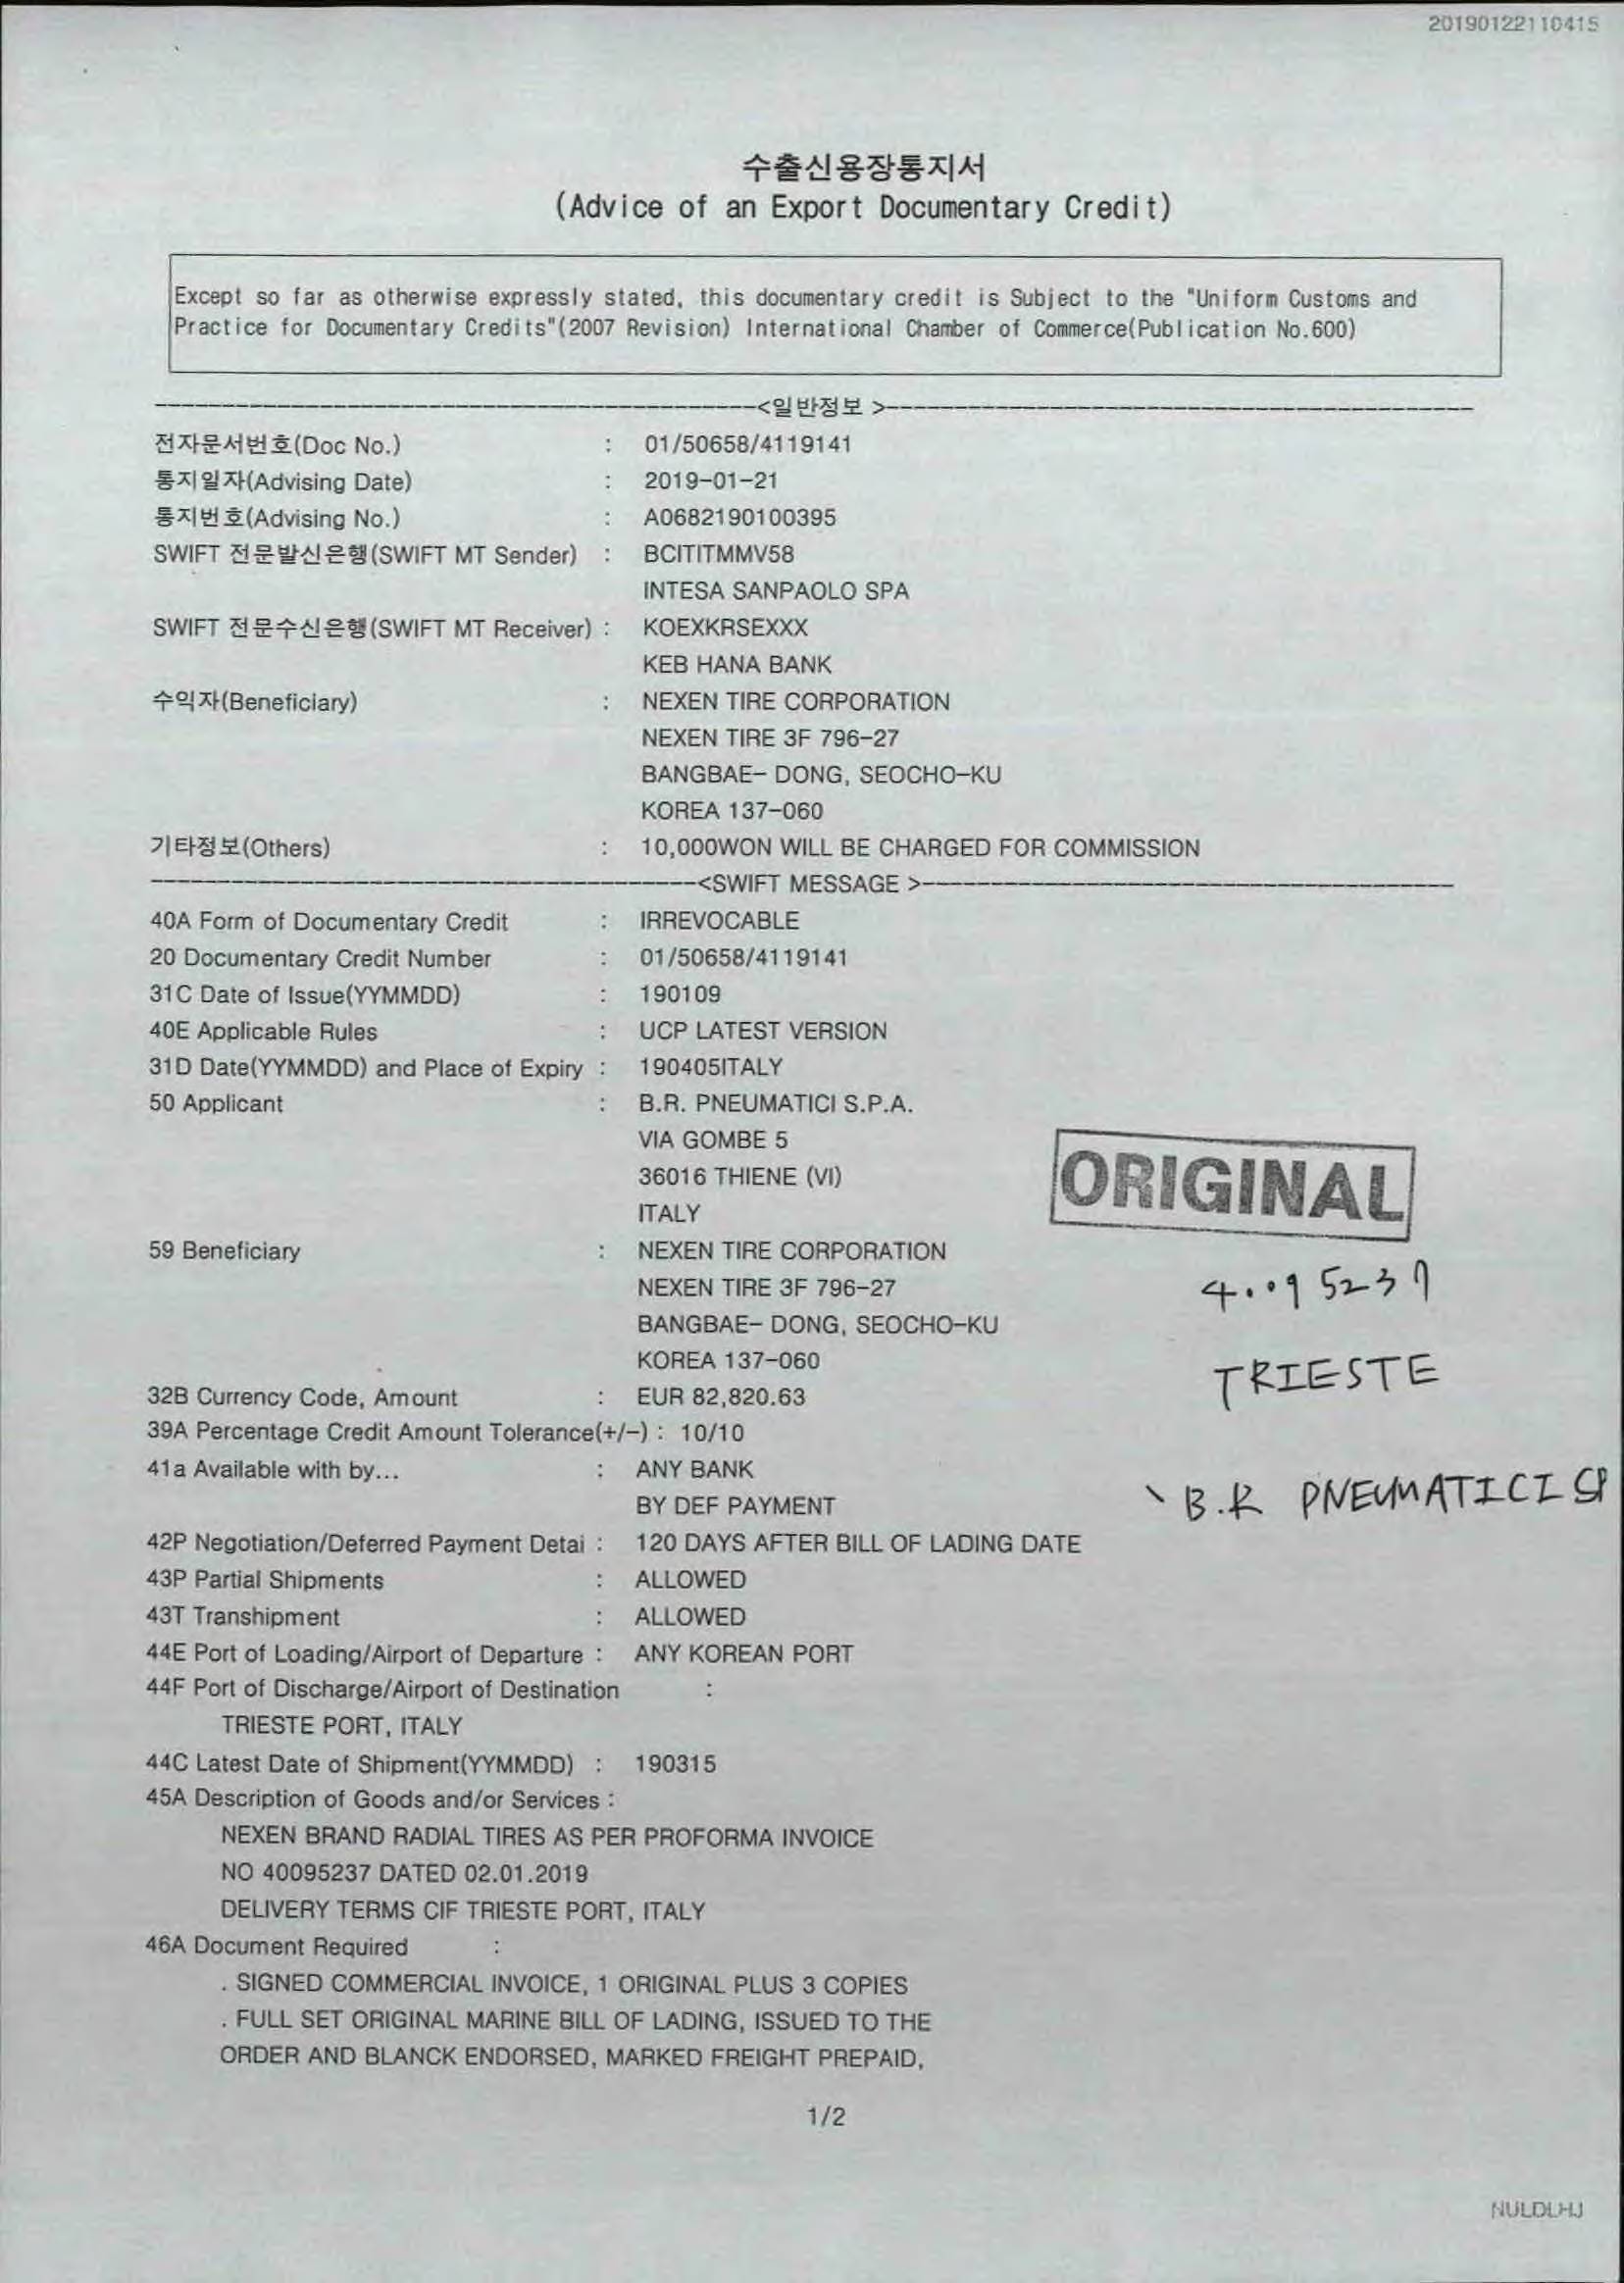 20190122110415
수출신용장통지서
(Advice of an Export Documentary Credit)
Except so far as otherwise expressly stated, this documentary credit is Subject to the "Uniform Customs and
Practice for Documentary Credits"(2007 Revision) International Chamber of Commerce(Publication No.600)
<일반정보 >
전자문서번호(Doc No.) : 01/50658/4119141
통지일자(Advising Date) : 2019-01-21
통지번호(Advising No.) : A0682190100395
SWIFT 전문발신은행(SWIFT MT Sender) : BCITITMMV58
INTESA SANPAOLO SPA
SWIFT 전문수신은행(SWIFT MT Receiver) : KOEXKRSEXXX
KEB HANA BANK
수익자(Beneficiary) : NEXEN TIRE CORPORATION
NEXEN TIRE 3F 796-27
BANGBAE- DONG, SEOCHO-KU
KOREA 137-060
기타정보(Others) : 10,000WON WILL BE CHARGED FOR COMMISSION
<SWIFT MESSAGE >
40A Form of Documentary Credit : IRREVOCABLE
20 Documentary Credit Number : 01/50658/4119141
31C Date of Issue(YYMMDD) : 190109
40E Applicable Rules : UCP LATEST VERSION
31D Date(YYMMDD) and Place of Expiry : 190405ITALY
50 Applicant : B.R. PNEUMATICI S.P.A.
VIA GOMBE 5
36016 THIENE (VI)
ITALY
ORIGINAL
59 Beneficiary : NEXEN TIRE CORPORATION
NEXEN TIRE 3F 796-27
BANGBAE- DONG, SEOCHO-KU
KOREA 137-060
4..95237
TRIESTE
32B Currency Code, Amount : EUR 82,820.63
39A Percentage Credit Amount Tolerance(+/-) : 10/10
41a Available with by... : ANY BANK
BY DEF PAYMENT
B.R PNEUMATICI SP
42P Negotiation/Deferred Payment Detai : 120 DAYS AFTER BILL OF LADING DATE
43P Partial Shipments : ALLOWED
43T Transhipment : ALLOWED
44E Port of Loading/Airport of Departure : ANY KOREAN PORT
44F Port of Discharge/Airport of Destination :
TRIESTE PORT, ITALY
44C Latest Date of Shipment(YYMMDD) : 190315
45A Description of Goods and/or Services :
NEXEN BRAND RADIAL TIRES AS PER PROFORMA INVOICE
NO 40095237 DATED 02.01.2019
DELIVERY TERMS CIF TRIESTE PORT, ITALY
46A Document Required :
. SIGNED COMMERCIAL INVOICE, 1 ORIGINAL PLUS 3 COPIES
. FULL SET ORIGINAL MARINE BILL OF LADING, ISSUED TO THE
ORDER AND BLANCK ENDORSED, MARKED FREIGHT PREPAID,
1/2
NULDLHJ